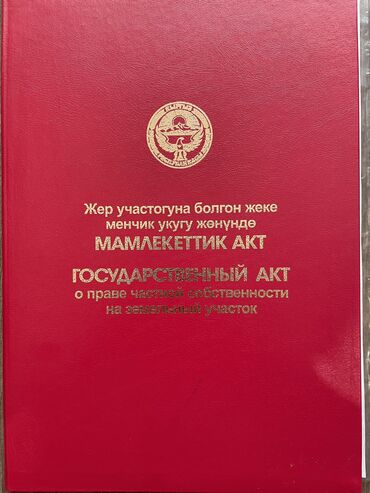 Жер участогуна болгон жеке
менчик укугу жөнүндө
МАМЛЕКЕТТИК АКТ
ГОСУДАРСТВЕННЫЙ АКТ
о праве частной собственности
на земельный участок